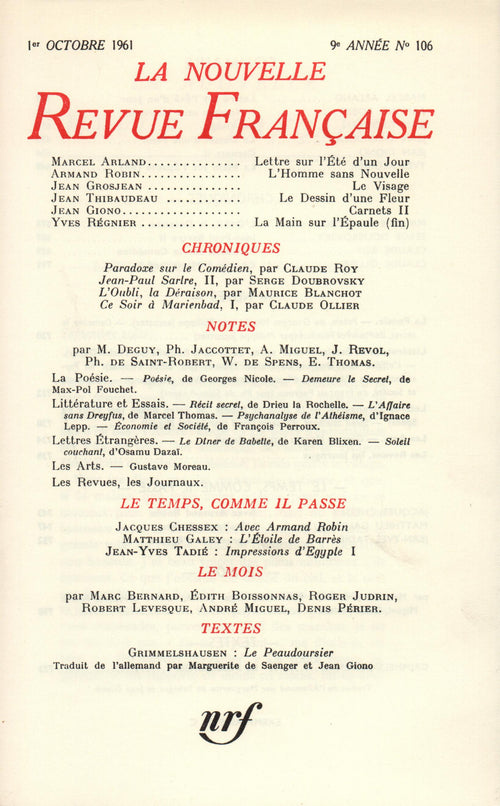 1er OCTOBRE 1961 9e ANNÉE No 106
LA NOUVELLE
REVUE FRANÇAISE
MARCEL ARLAND............... Lettre sur l'Été d'un Jour
ARMAND ROBIN............... L'Homme sans Nouvelle
JEAN GROSJEAN ............... Le Visage
JEAN THIBAUDEAU ............ Le Dessin d'une Fleur
JEAN GIONO.................. Carnets II
YVES RÉGNIER ............... La Main sur l'Épaule (fin)
CHRONIQUES
Paradoxe sur le Comédien, par CLAUDE ROY
Jean-Paul Sartre, II, par SERGE DOUBROVSKY
L'Oubli, la Déraison, par MAURICE BLANCHOT
Ce Soir à Marienbad, I, par CLAUDE OLLIER
NOTES
par M. DEGUY, PH. JACCOTTET, A. MIGUEL, J. REVOL,
PH. DE SAINT-ROBERT, W. DE SPENS, E. THOMAS.
La Poésie. — Poésie, de Georges Nicole. — Demeure le Secret, de
Max-Pol Fouchet.
Littérature et Essais. — Récit secret, de Drieu la Rochelle. — L'Affaire
sans Dreyfus, de Marcel Thomas. — Psychanalyse de l'Athéisme, d'Ignace
Lepp. — Économie et Société, de François Perroux.
Lettres Étrangères. — Le Dîner de Babette, de Karen Blixen. — Soleil
couchant, d'Osamu Dazaï.
Les Arts. — Gustave Moreau.
Les Revues, les Journaux.
LE TEMPS, COMME IL PASSE
JACQUES CHESSEX : Avec Armand Robin
MATTHIEU GALEY : L'Étoile de Barrès
JEAN-YVES TADIÉ : Impressions d'Egypte I
LE MOIS
par MARC BERNARD, ÉDITH BOISSONNAS, ROGER JUDRIN,
ROBERT LEVESQUE, ANDRÉ MIGUEL, DENIS PÉRIER.
TEXTES
GRIMMELSHAUSEN : Le Peaudoursier
Traduit de l'allemand par Marguerite de Saenger et Jean Giono
nrf